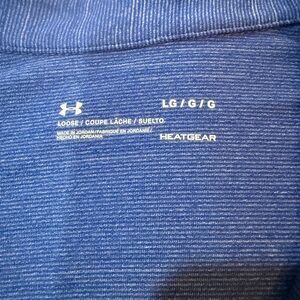 LG / G / G
LOOSE / COUPE LÂCHE / SUELTO
MADE IN JORDAN/FABRIQUÉ EN JORDANIE/
HECHO EN JORDANIA
HEATGEAR